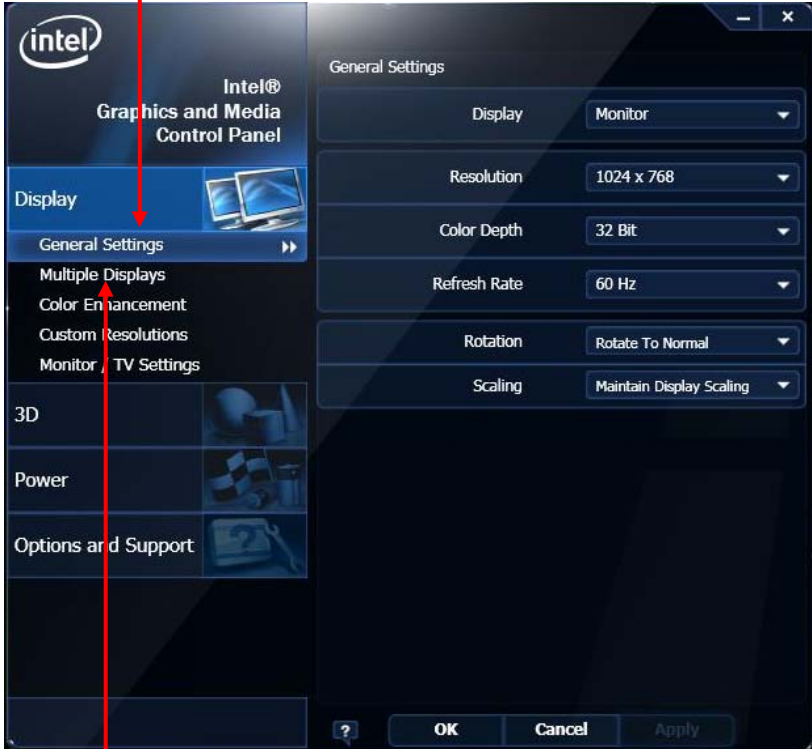 intel
Intel®
Graphics and Media
Control Panel
Display
General Settings
Multiple Displays
Color Enhancement
Custom Resolutions
Monitor / TV Settings
3D
Power
Options and Support
General Settings
Display Monitor
Resolution 1024 x 768
Color Depth 32 Bit
Refresh Rate 60 Hz
Rotation Rotate To Normal
Scaling Maintain Display Scaling
? OK Cancel Apply